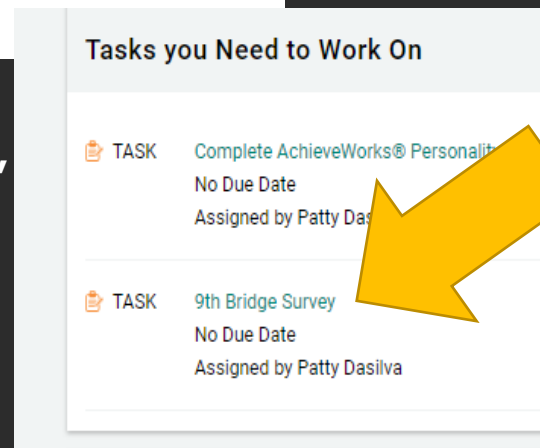 Tasks you Need to Work On
TASK Complete AchieveWorks® Personality
No Due Date
Assigned by Patty
TASK 9th Bridge Survey
No Due Date
Assigned by Patty Dasilva